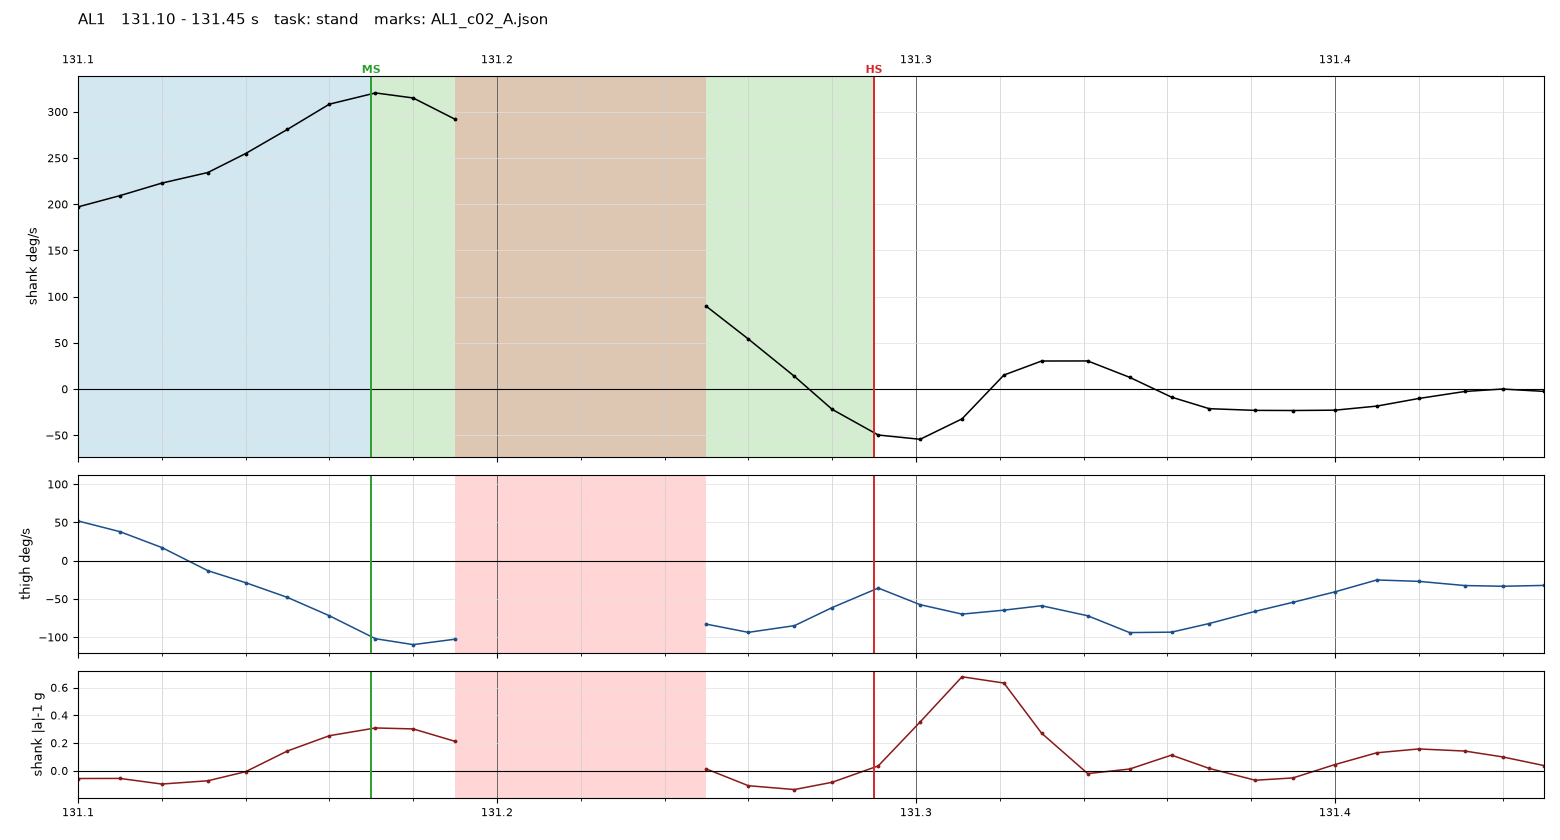 AL1   131.10 - 131.45 s   task: stand   marks: AL1_c02_A.json
131.1 131.2 131.3 131.4
MS HS
300
250
200
150
100
50
0
−50
shank deg/s
100
50
0
−50
−100
thigh deg/s
0.6
0.4
0.2
0.0
shank |a|-1 g
131.1 131.2 131.3 131.4